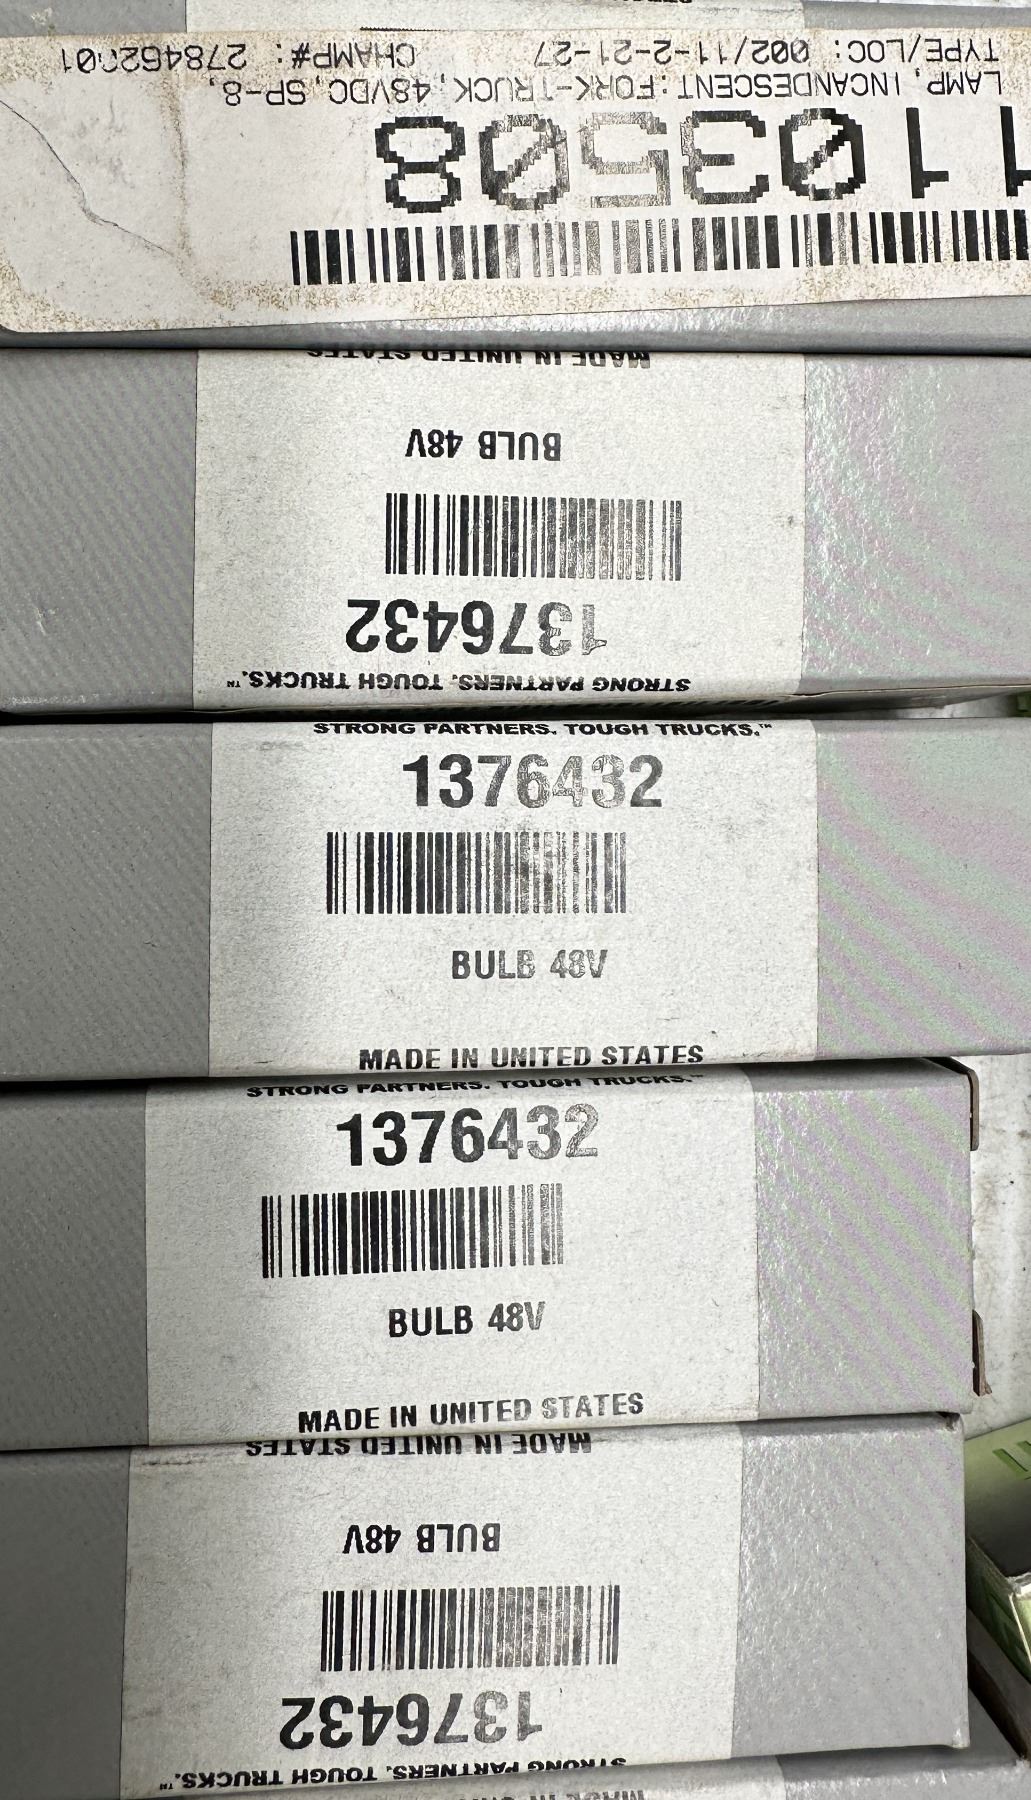 1103508
LAMP, INCANDESCENT:FORK-TRUCK, 48VDC, SP-8,
TYPE/LOC: 002/11-2-21-27 CHAMP#:
STRONG PARTNERS. TOUGH TRUCKS.™
1376432
BULB 48V
MADE IN UNITED STATES
STRONG PARTNERS. TOUGH TRUCKS.™
1376432
BULB 48V
MADE IN UNITED STATES
STRONG PARTNERS. TOUGH TRUCKS.™
1376432
BULB 48V
MADE IN UNITED STATES
STRONG PARTNERS. TOUGH TRUCKS.™
1376432
BULB 48V
MADE IN UNITED STATES